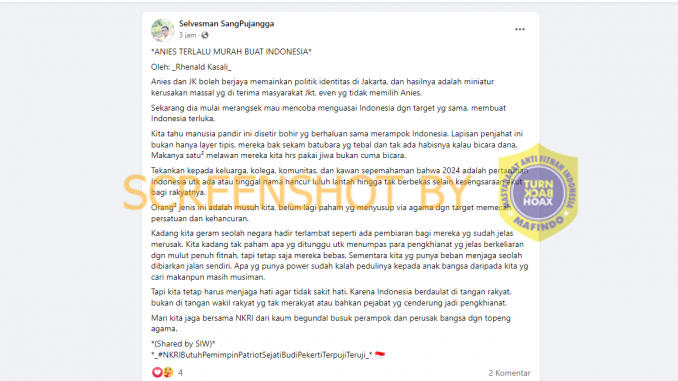 Selvesman SangPujangga
3 jam ·
*ANIES TERLALU MURAH BUAT INDONESIA*
Oleh: _Rhenald Kasali_
Anies dan JK boleh berjaya memainkan politik identitas di Jakarta, dan hasilnya adalah miniatur
kerusakan massal yg di terima masyarakat Jkt, even yg tidak memilih Anies.
Sekarang dia mulai merangsek mau mencoba menguasai Indonesia dgn target yg sama, membuat
Indonesia terluka.
Kita tahu manusia pandir ini disetir bohir yg berhaluan sama merampok Indonesia. Lapisan penjahat ini
bukan hanya layer tipis. mereka bak sekam batubara yg tebal dan tak ada habisnya kalau bicara dana.
Makanya satu² melawan mereka kita hrs pakai jiwa bukan cuma bicara.
Tekankan kepada keluarga, kolega, komunitas, dan kawan sepemahaman bahwa 2024 adalah pertaruhan
Indonesia utk ada atau tinggal nama hancur luluh lantah hingga tak berbekas selain kesengsaraan akut
bagi rakyatnya.
Orang² janis ini adalah musuh kita, belum lagi paham yg menyusup via agama dgn target memecah
persatuan dan kehancuran.
Kadang kita geram seolah negara hadir terlambat seperti ada pembiaran bagi mereka yg sudah jelas
merusak. Kita kadang tak paham apa yg ditunggu utk menumpas para pengkhianat yg jelas berkeliaran
dgn mulut penuh fitnah, tapi tetap saja mereka bebas. Sementara kita yg punya beban menjaga seolah
dibiarkan jalan sendiri. Apa yg punya power sudah kalah pedulinya kepada anak bangsa daripada kita yg
cari makanpun masih musiman.
Tapi kita tetap harus menjaga hati agar tidak sakit hati. Karena Indonesia berdaulat di tangan rakyat,
bukan di tangan wakil rakyat yg tak merakyat atau bahkan pejabat yg cenderung jadi pengkhianat.
Mari kita jaga bersama NKRI dari kaum begundal busuk perampok dan perusak bangsa dgn topeng
agama.
*(Shared by SIW)*
*_#NKRIButuhPemimpinPatriotSejatiBudiPekertiTerpujiTeruji_*
4
2 Komentar
SCREENSHOT BY
MASYARAKAT ANTI FITNAH INDONESIA
TURN
BACK
HOAX
MAFINDO